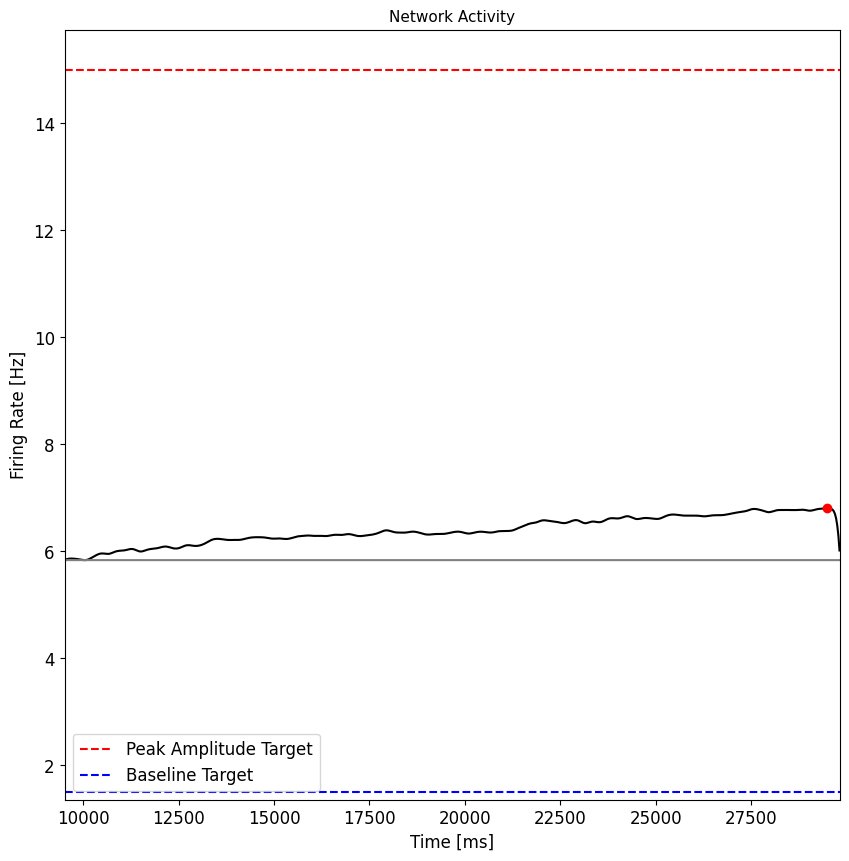 Network Activity
14
12
10
8
6
4
2
Firing Rate [Hz]
Peak Amplitude Target
Baseline Target
10000 12500 15000 17500 20000 22500 25000 27500
Time [ms]